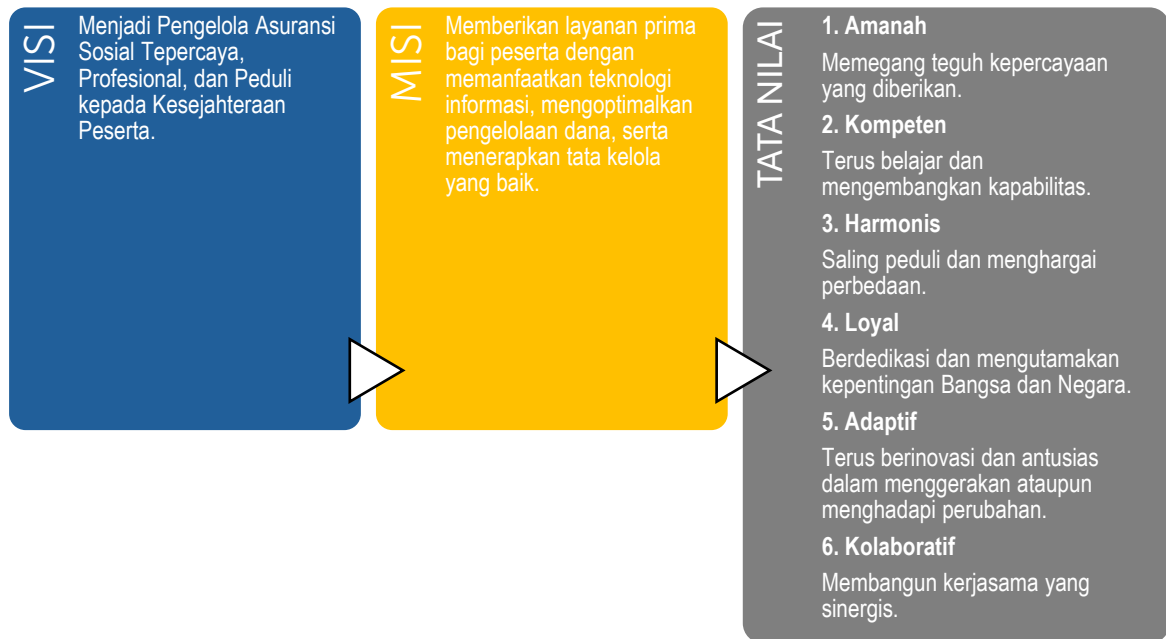 VISI
Menjadi Pengelola Asuransi
Sosial Tepercaya,
Profesional, dan Peduli
kepada Kesejahteraan
Peserta.
MISI
Memberikan layanan prima
bagi peserta dengan
memanfaatkan teknologi
informasi, mengoptimalkan
pengelolaan dana, serta
menerapkan tata kelola
yang baik.
TATA NILAI
1. Amanah
Memegang teguh kepercayaan
yang diberikan.
2. Kompeten
Terus belajar dan
mengembangkan kapabilitas.
3. Harmonis
Saling peduli dan menghargai
perbedaan.
4. Loyal
Berdedikasi dan mengutamakan
kepentingan Bangsa dan Negara.
5. Adaptif
Terus berinovasi dan antusias
dalam menggerakan ataupun
menghadapi perubahan.
6. Kolaboratif
Membangun kerjasama yang
sinergis.